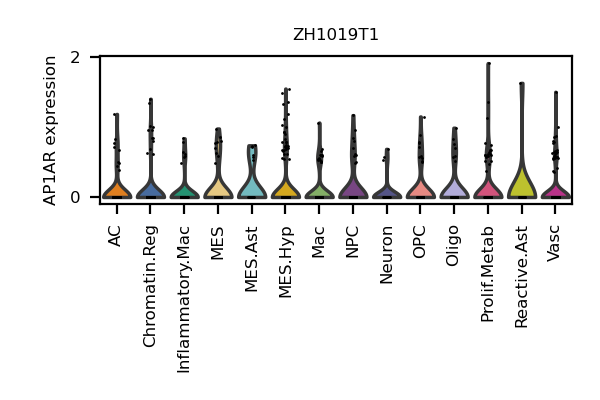 ZH1019T1
AP1AR expression
2
0
AC
Chromatin.Reg
Inflammatory.Mac
MES
MES.Ast
MES.Hyp
Mac
NPC
Neuron
OPC
Oligo
Prolif.Metab
Reactive.Ast
Vasc